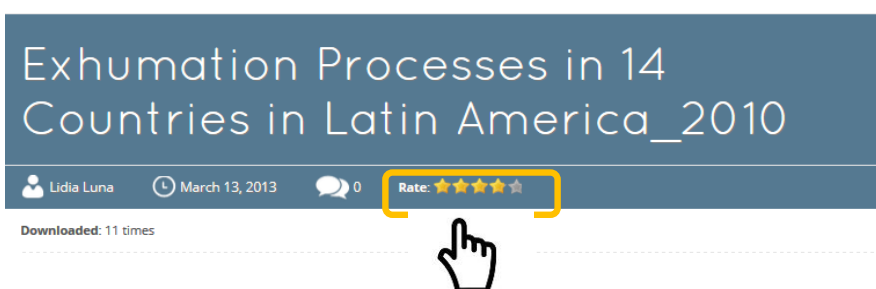 Exhumation Processes in 14
Countries in Latin America_2010
Lidia Luna March 13, 2013 0 Rate:
Downloaded: 11 times